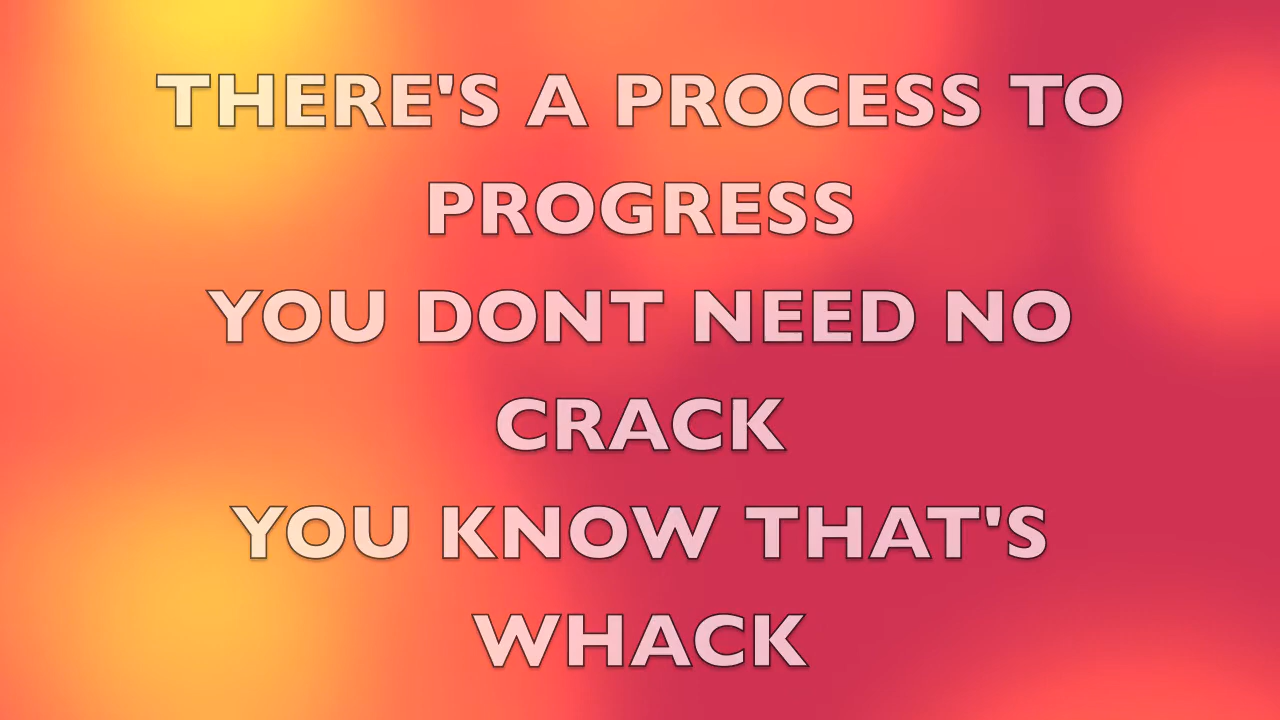 THERE'S A PROCESS TO
PROGRESS
YOU DONT NEED NO
CRACK
YOU KNOW THAT'S
WHACK